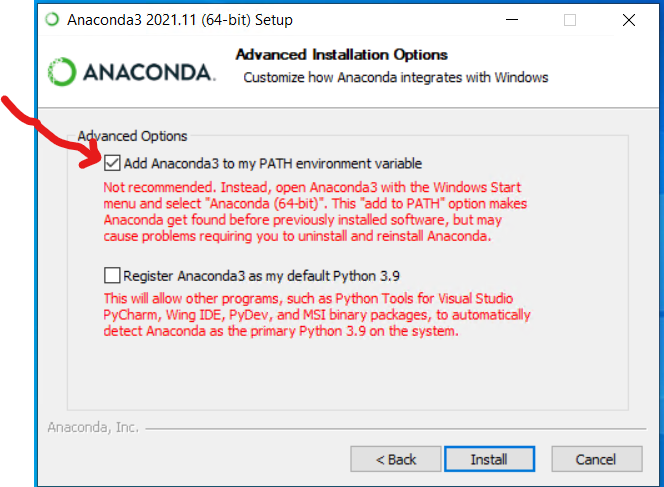 Anaconda3 2021.11 (64-bit) Setup
Advanced Installation Options
ANACONDA.
Customize how Anaconda integrates with Windows
Advanced Options
Add Anaconda3 to my PATH environment variable
Not recommended. Instead, open Anaconda3 with the Windows Start
menu and select "Anaconda (64-bit)". This "add to PATH" option makes
Anaconda get found before previously installed software, but may
cause problems requiring you to uninstall and reinstall Anaconda.
Register Anaconda3 as my default Python 3.9
This will allow other programs, such as Python Tools for Visual Studio
PyCharm, Wing IDE, PyDev, and MSI binary packages, to automatically
detect Anaconda as the primary Python 3.9 on the system.
Anaconda, Inc.
< Back Install Cancel